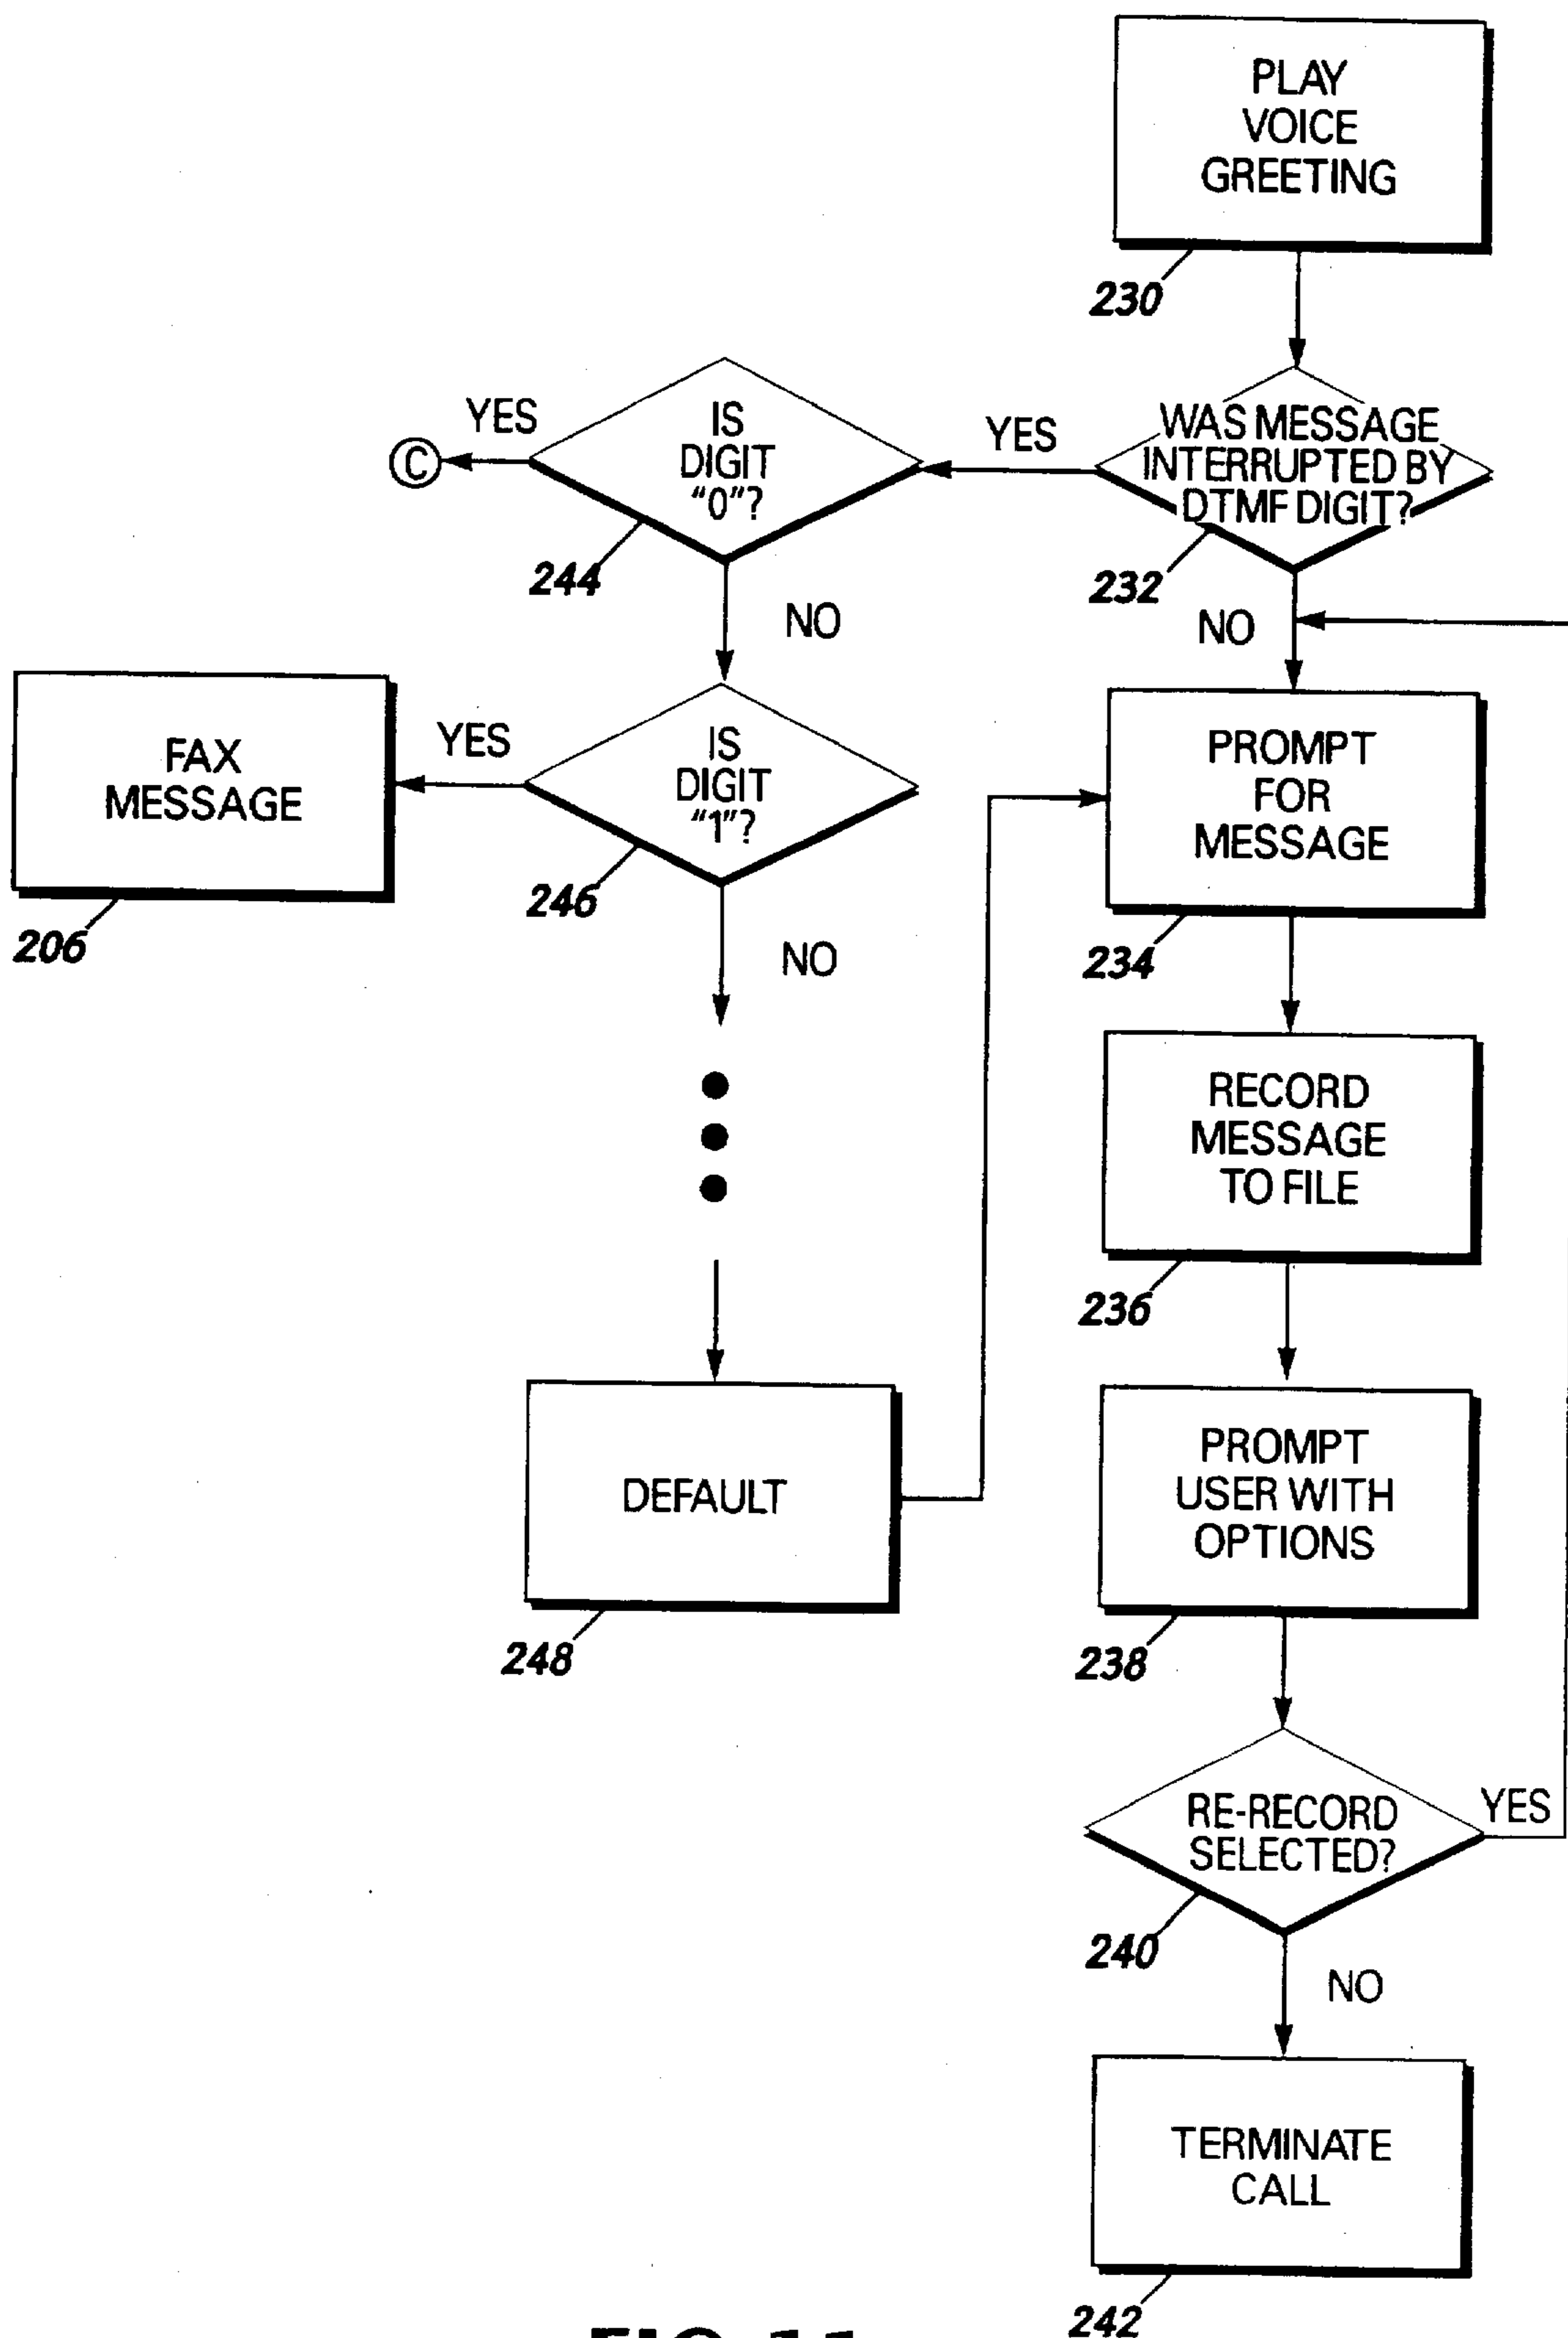 PLAY
VOICE
GREETING
230
WAS MESSAGE
INTERRUPTED BY
DTMF DIGIT?
232
YES
NO
IS
DIGIT
"0"?
244
YES
C
NO
IS
DIGIT
"1"?
246
YES
FAX
MESSAGE
206
NO
DEFAULT
248
PROMPT
FOR
MESSAGE
234
RECORD
MESSAGE
TO FILE
236
PROMPT
USER WITH
OPTIONS
238
RE-RECORD
SELECTED?
240
YES
NO
TERMINATE
CALL
242